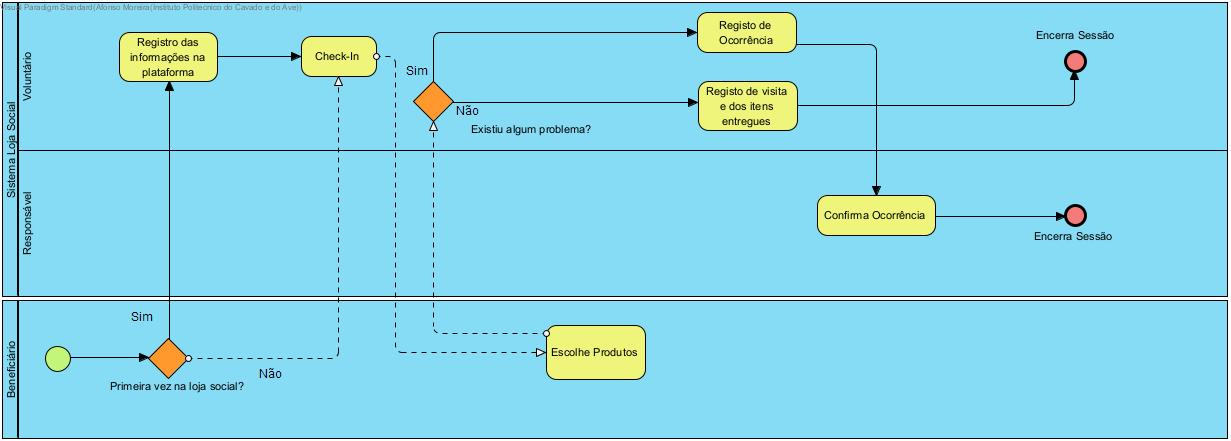 Visual Paradigm Standard(Afonso Moreira(Instituto Politecnico do Cavado e do Ave))
Sistema Loja Social
Voluntário
Registro das
informações na
plataforma
Check-In
Sim
Não
Existiu algum problema?
Registo de
Ocorrência
Registo de visita
e dos itens
entregues
Encerra Sessão
Responsável
Confirma Ocorrência
Encerra Sessão
Beneficiário
Sim
Primeira vez na loja social?
Não
Escolhe Produtos